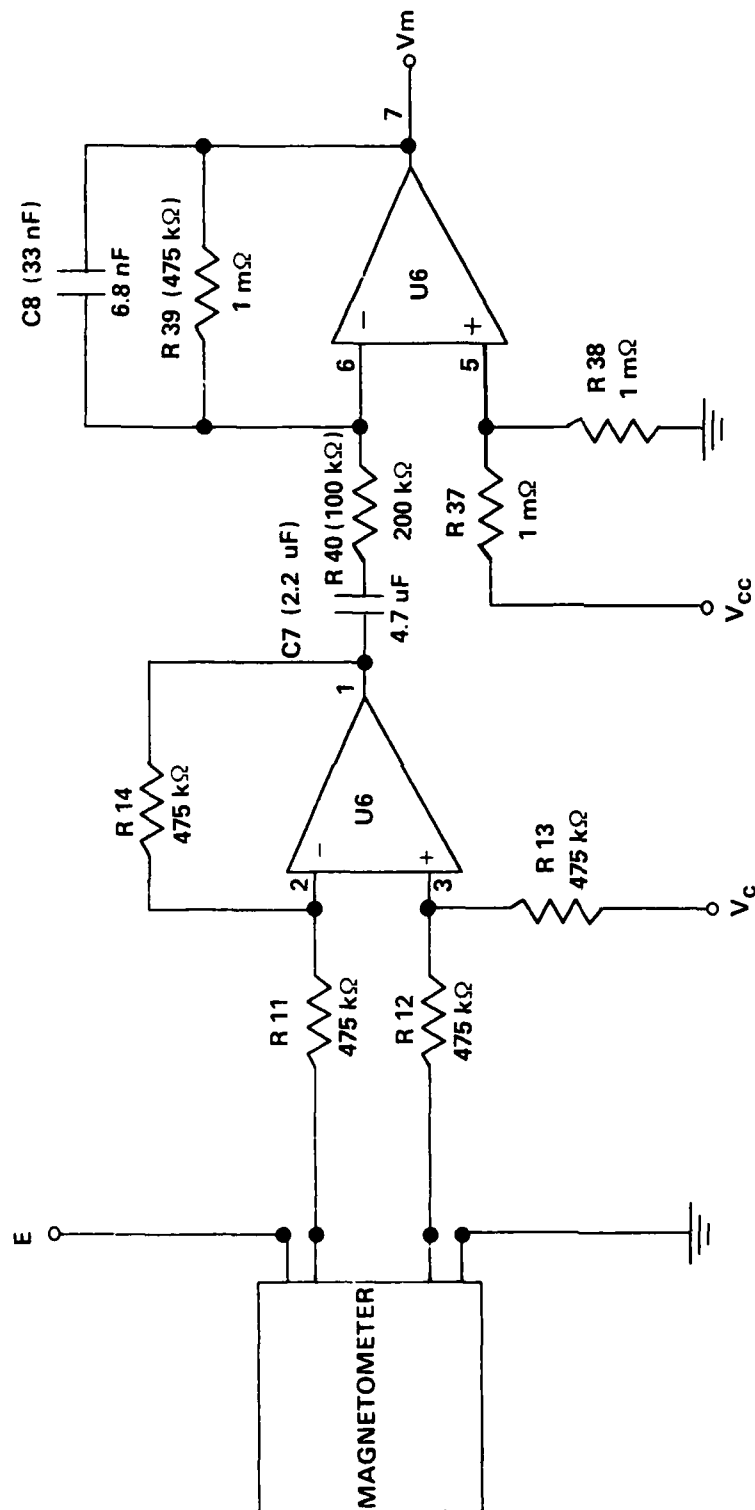 MAGNETOMETER
E
R 11
475 kΩ
R 12
475 kΩ
R 13
475 kΩ
Vc
R 14
475 kΩ
2
-
3
+
U6
1
C7 (2.2 uF)
4.7 uF
R 40 (100 kΩ)
200 kΩ
C8 (33 nF)
6.8 nF
R 39 (475 kΩ)
1 mΩ
6
-
5
+
U6
7
Vm
R 37
1 mΩ
R 38
1 mΩ
Vcc